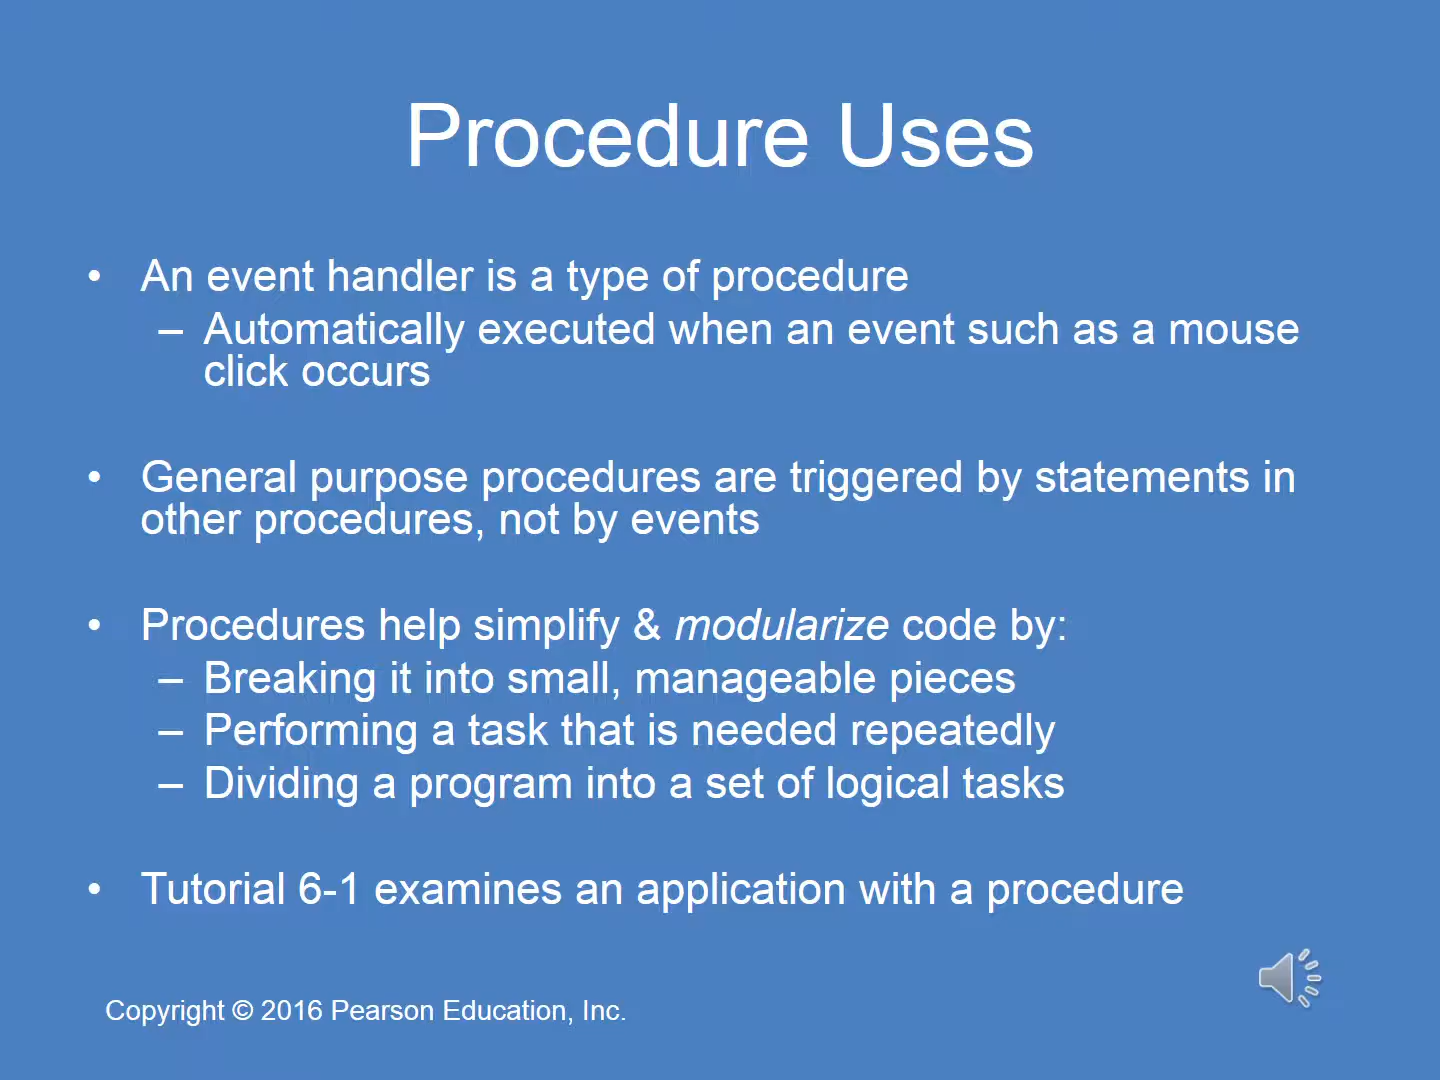 Procedure Uses
• An event handler is a type of procedure
– Automatically executed when an event such as a mouse
click occurs
• General purpose procedures are triggered by statements in
other procedures, not by events
• Procedures help simplify & modularize code by:
– Breaking it into small, manageable pieces
– Performing a task that is needed repeatedly
– Dividing a program into a set of logical tasks
• Tutorial 6-1 examines an application with a procedure
Copyright © 2016 Pearson Education, Inc.